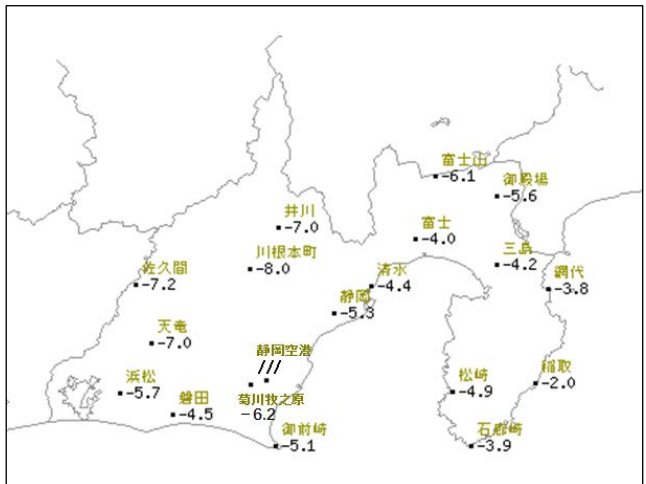 富士山
-6.1
御殿場
-5.6
井川
-7.0
富士
-4.0
川根本町
-8.0
三島
-4.2
佐久間
-7.2
清水
-4.4
網代
-3.8
静岡
-5.3
天竜
-7.0
静岡空港
///
浜松
-5.7
菊川牧之原
-6.2
松崎
-4.9
稲取
-2.0
磐田
-4.5
御前崎
-5.1
石廊崎
-3.9